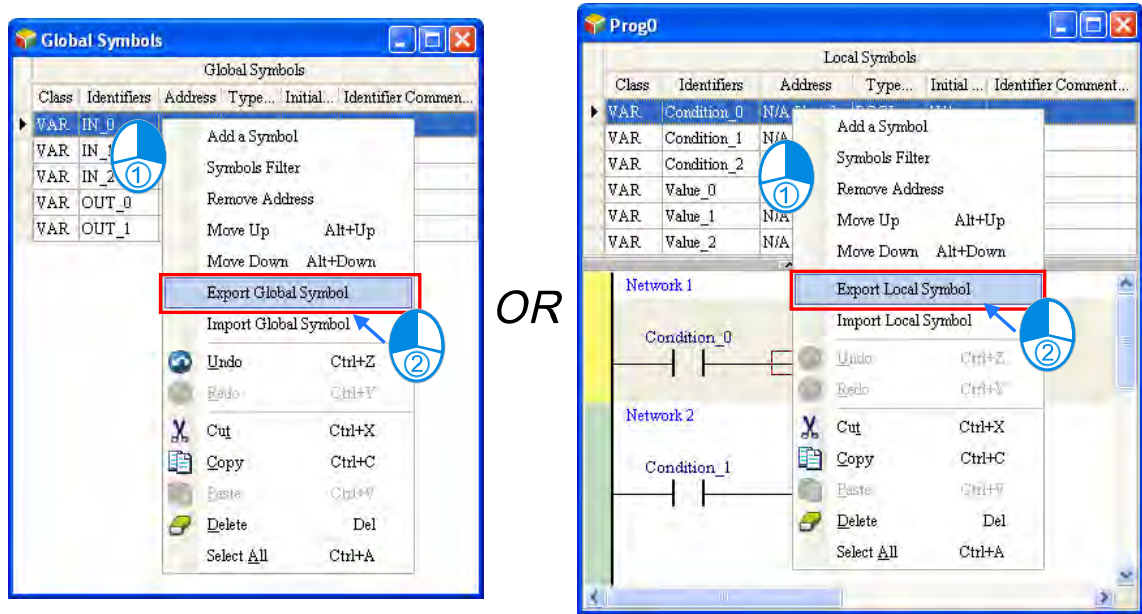 Global Symbols
Global Symbols
Class Identifiers Address Type... Initial... Identifier Commen...
VAR IN_0
VAR IN_1
VAR IN_2
VAR OUT_0
VAR OUT_1
①
Add a Symbol
Symbols Filter
Remove Address
Move Up Alt+Up
Move Down Alt+Down
Export Global Symbol
Import Global Symbol
②
Undo Ctrl+Z
Redo Ctrl+Y
Cut Ctrl+X
Copy Ctrl+C
Paste Ctrl+V
Delete Del
Select All Ctrl+A
OR
Prog0
Local Symbols
Class Identifiers Address Type... Initial ... Identifier Comment...
VAR Condition_0 N/A
VAR Condition_1 N/A
VAR Condition_2
VAR Value_0
VAR Value_1 N/A
VAR Value_2 N/A
①
Add a Symbol
Symbols Filter
Remove Address
Move Up Alt+Up
Move Down Alt+Down
Export Local Symbol
Import Local Symbol
②
Undo Ctrl+Z
Redo Ctrl+Y
Cut Ctrl+X
Copy Ctrl+C
Paste Ctrl+V
Delete Del
Select All Ctrl+A
Network 1
Condition_0
Network 2
Condition_1